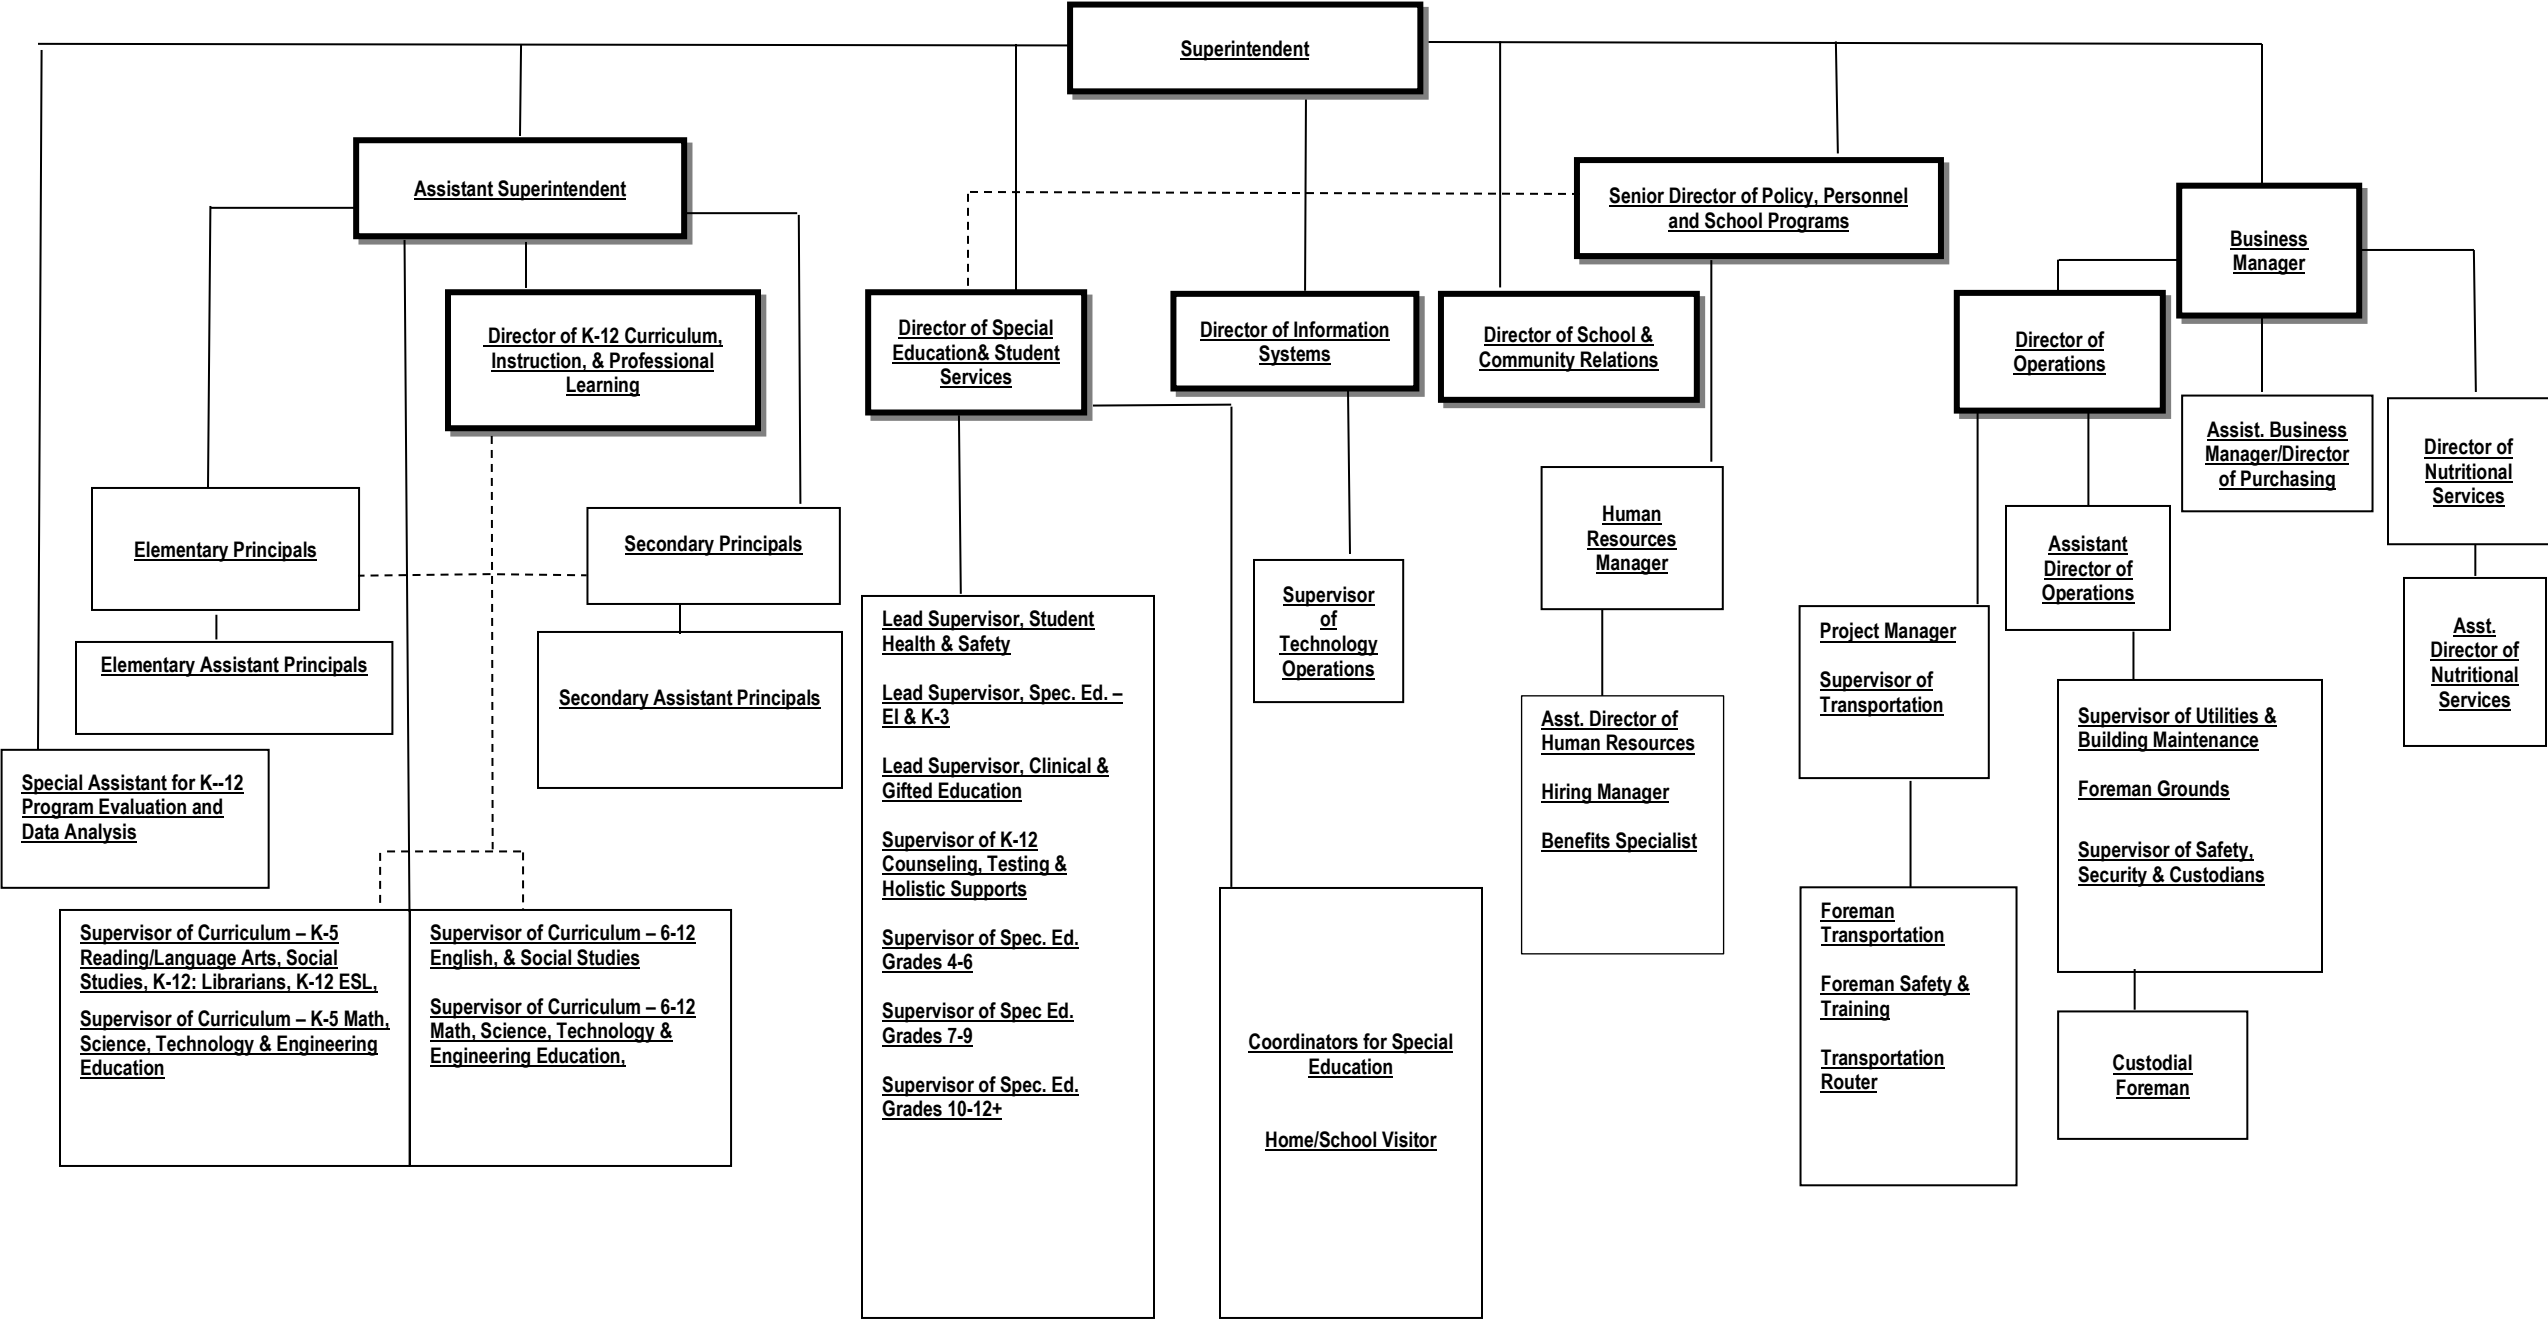 Superintendent
Assistant Superintendent
Senior Director of Policy, Personnel
and School Programs
Business
Manager
Director of K-12 Curriculum,
Instruction, & Professional
Learning
Director of Special
Education& Student
Services
Director of Information
Systems
Director of School &
Community Relations
Director of
Operations
Assist. Business
Manager/Director
of Purchasing
Director of
Nutritional
Services
Elementary Principals
Secondary Principals
Human
Resources
Manager
Assistant
Director of
Operations
Supervisor
of
Technology
Operations
Asst.
Director of
Nutritional
Services
Elementary Assistant Principals
Secondary Assistant Principals
Special Assistant for K--12
Program Evaluation and
Data Analysis
Lead Supervisor, Student
Health & Safety
Lead Supervisor, Spec. Ed. –
EI & K-3
Lead Supervisor, Clinical &
Gifted Education
Supervisor of K-12
Counseling, Testing &
Holistic Supports
Supervisor of Spec. Ed.
Grades 4-6
Supervisor of Spec Ed.
Grades 7-9
Supervisor of Spec. Ed.
Grades 10-12+
Asst. Director of
Human Resources
Hiring Manager
Benefits Specialist
Project Manager
Supervisor of
Transportation
Supervisor of Utilities &
Building Maintenance
Foreman Grounds
Supervisor of Safety,
Security & Custodians
Supervisor of Curriculum – K-5
Reading/Language Arts, Social
Studies, K-12: Librarians, K-12 ESL,
Supervisor of Curriculum – K-5 Math,
Science, Technology & Engineering
Education
Supervisor of Curriculum – 6-12
English, & Social Studies
Supervisor of Curriculum – 6-12
Math, Science, Technology &
Engineering Education,
Coordinators for Special
Education
Home/School Visitor
Foreman
Transportation
Foreman Safety &
Training
Transportation
Router
Custodial
Foreman